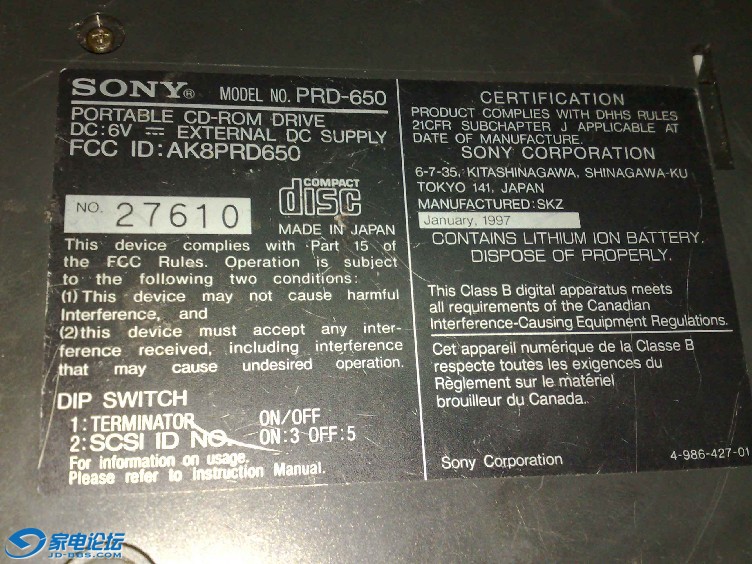 SONY® MODEL NO. PRD-650
PORTABLE CD-ROM DRIVE
DC:6V ⎓ EXTERNAL DC SUPPLY
FCC ID:AK8PRD650
NO. 27610
COMPACT
disc
MADE IN JAPAN
This device complies with Part 15 of
the FCC Rules. Operation is subject
to the following two conditions:
(1)This device may not cause harmful
Interference, and
(2)this device must accept any inter-
ference received, including interference
that may cause undesired operation.
DIP SWITCH
1:TERMINATOR ON/OFF
2:SCSI ID NO. ON:3 OFF:5
For information on usage.
Please refer to Instruction Manual.
CERTIFICATION
PRODUCT COMPLIES WITH DHHS RULES
21CFR SUBCHAPTER J APPLICABLE AT
DATE OF MANUFACTURE.
SONY CORPORATION
6-7-35, KITASHINAGAWA, SHINAGAWA-KU
TOKYO 141, JAPAN
MANUFACTURED:SKZ
January, 1997
CONTAINS LITHIUM ION BATTERY.
DISPOSE OF PROPERLY.
This Class B digital apparatus meets
all requirements of the Canadian
Interference-Causing Equipment Regulations.
Cet appareil numérique de la Classe B
respecte toutes les exigences du
Règlement sur le matériel
brouilleur du Canada.
Sony Corporation 4-986-427-01
家电论坛
JD-BBS.COM